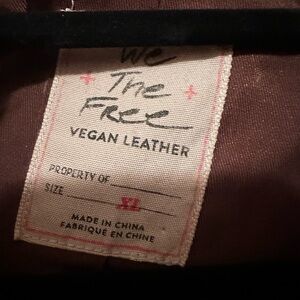 We
The
Free
VEGAN LEATHER
PROPERTY OF
SIZE XL
MADE IN CHINA
FABRIQUÉ EN CHINE